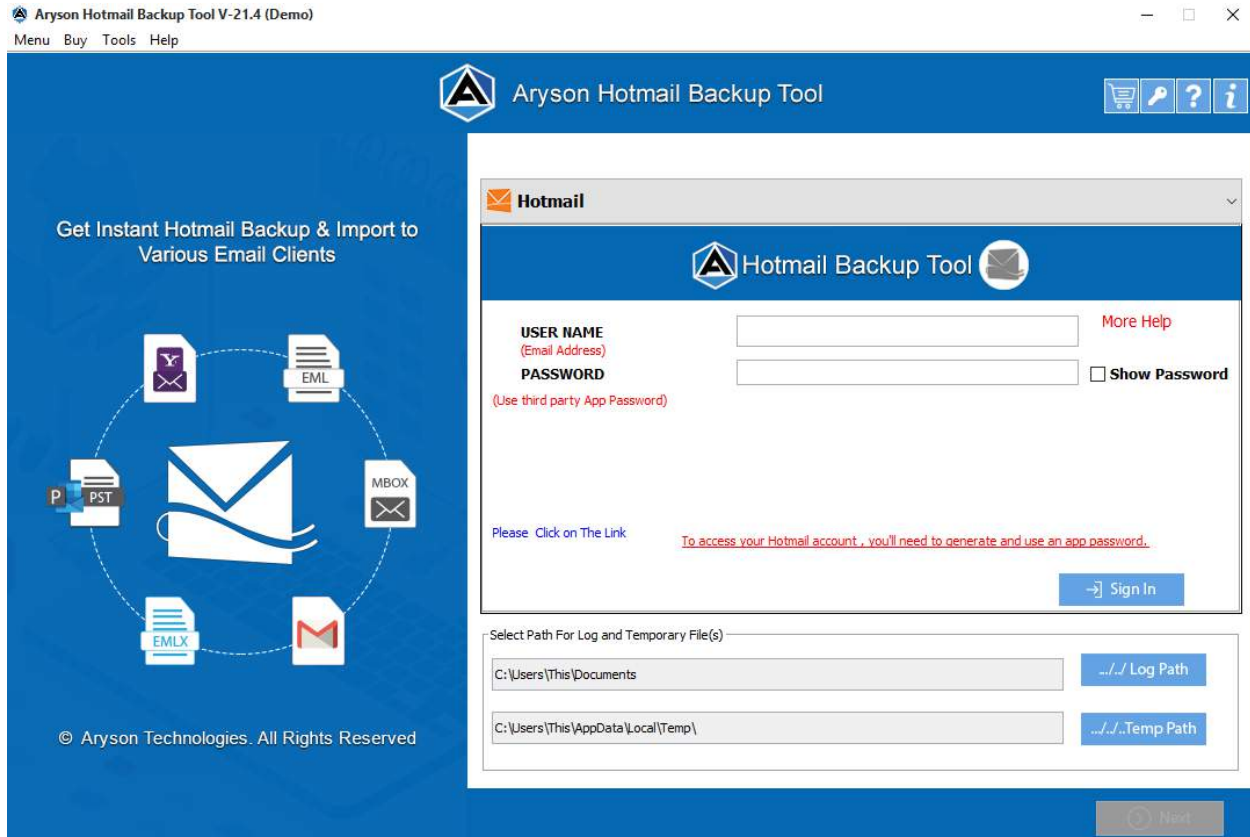 Aryson Hotmail Backup Tool V-21.4 (Demo)
Menu Buy Tools Help
Aryson Hotmail Backup Tool
Hotmail
Get Instant Hotmail Backup & Import to
Various Email Clients
Hotmail Backup Tool
USER NAME
(Email Address)
More Help
PASSWORD
Show Password
(Use third party App Password)
Y
EML
P PST
MBOX
EMLX
Please Click on The Link
To access your Hotmail account , you'll need to generate and use an app password.
Sign In
Select Path For Log and Temporary File(s)
C:\Users\This\Documents
.../../ Log Path
C:\Users\This\AppData\Local\Temp\
.../../..Temp Path
© Aryson Technologies. All Rights Reserved
Next